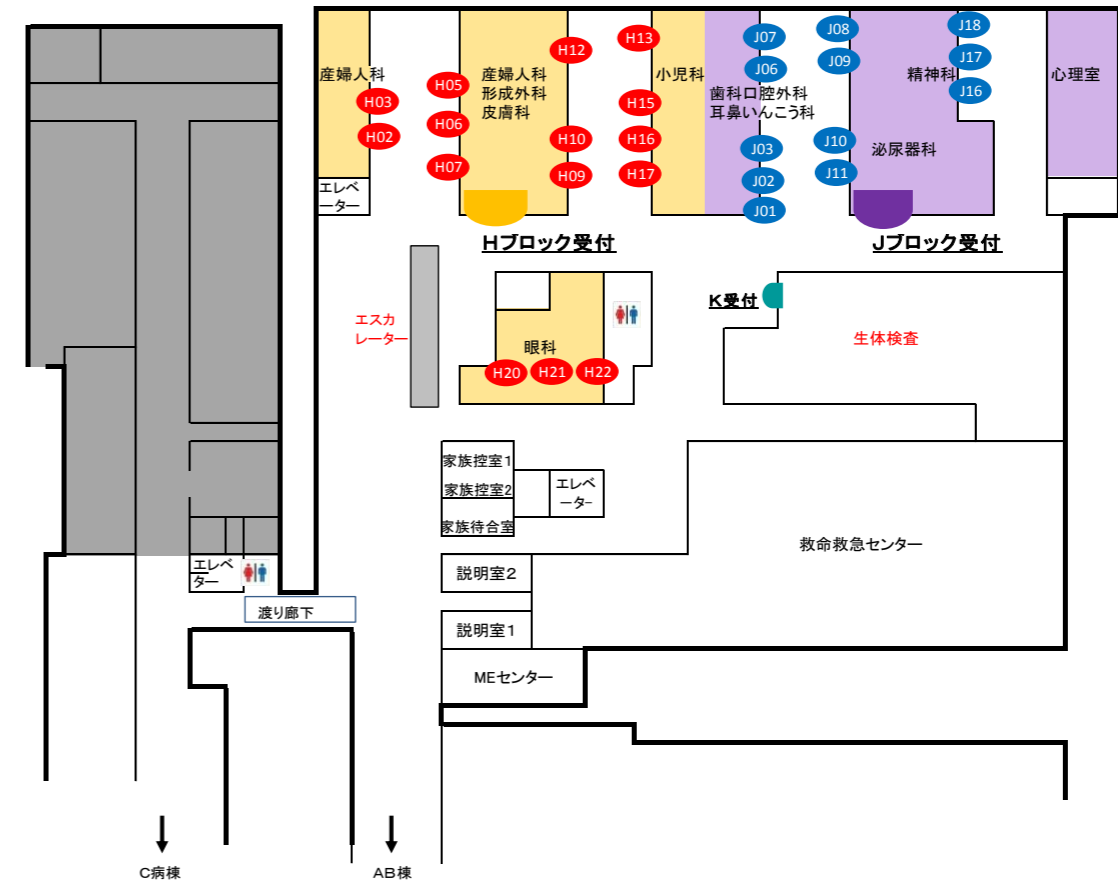 産婦人科
H03
H02
エレベ
ーター
H05
H06
H07
産婦人科
形成外科
皮膚科
H12
H10
H09
Hブロック受付
H13
H15
H16
H17
小児科
歯科口腔外科
耳鼻いんこう科
J07
J06
J03
J02
J01
J08
J09
J10
J11
精神科
泌尿器科
J18
J17
J16
Jブロック受付
心理室
エスカ
レーター
眼科
H20
H21
H22
K受付
生体検査
家族控室1
家族控室2
家族待合室
エレベ
ーター
救命救急センター
説明室2
説明室1
MEセンター
エレベ
ーター
渡り廊下
C病棟
AB棟